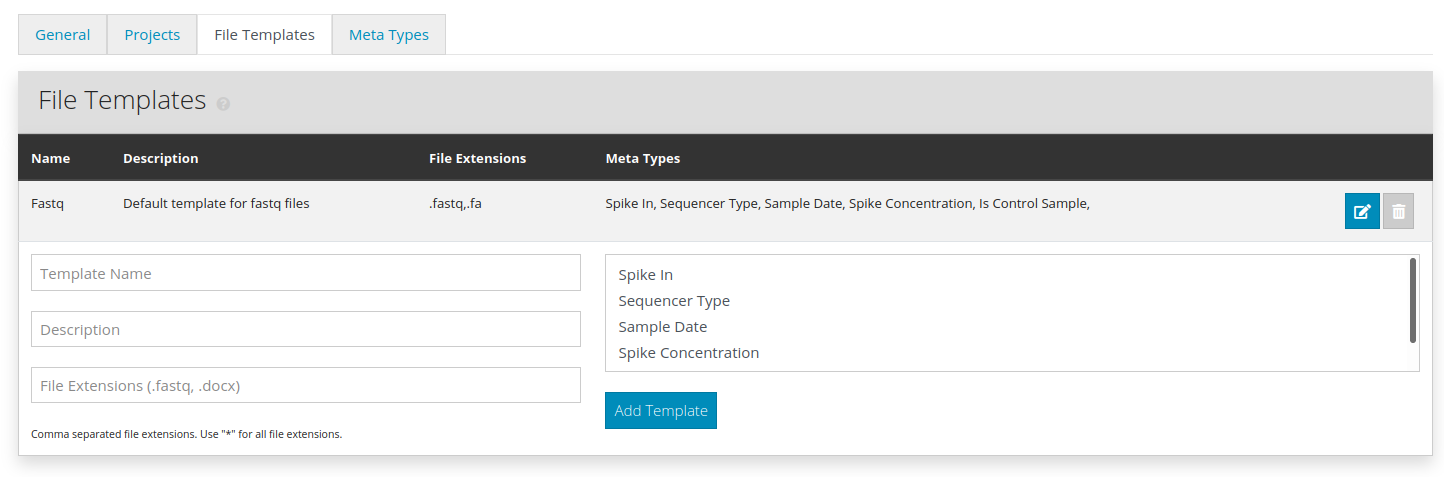 General Projects File Templates Meta Types
File Templates ?
Name Description File Extensions Meta Types
Fastq Default template for fastq files .fastq,.fa Spike In, Sequencer Type, Sample Date, Spike Concentration, Is Control Sample,
Template Name
Description
File Extensions (.fastq, .docx)
Comma separated file extensions. Use "*" for all file extensions.
Spike In
Sequencer Type
Sample Date
Spike Concentration
Add Template